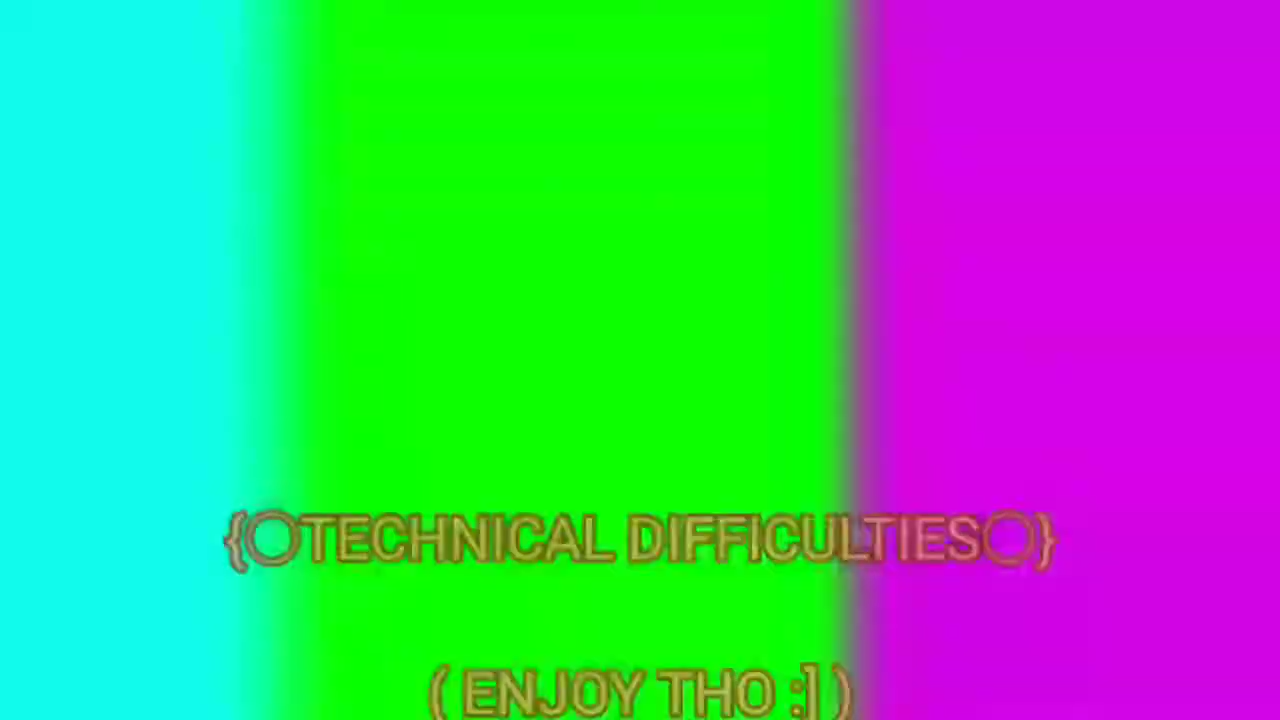 {○TECHNICAL DIFFICULTIES○}
( ENJOY THO :] )